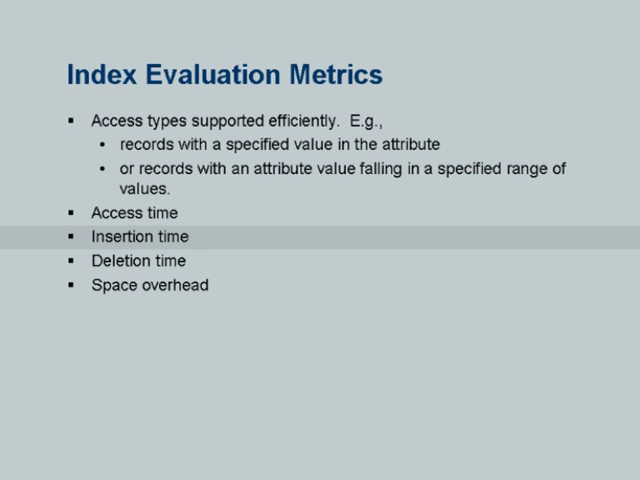 Index Evaluation Metrics
▪ Access types supported efficiently. E.g.,
• records with a specified value in the attribute
• or records with an attribute value falling in a specified range of
values.
▪ Access time
▪ Insertion time
▪ Deletion time
▪ Space overhead